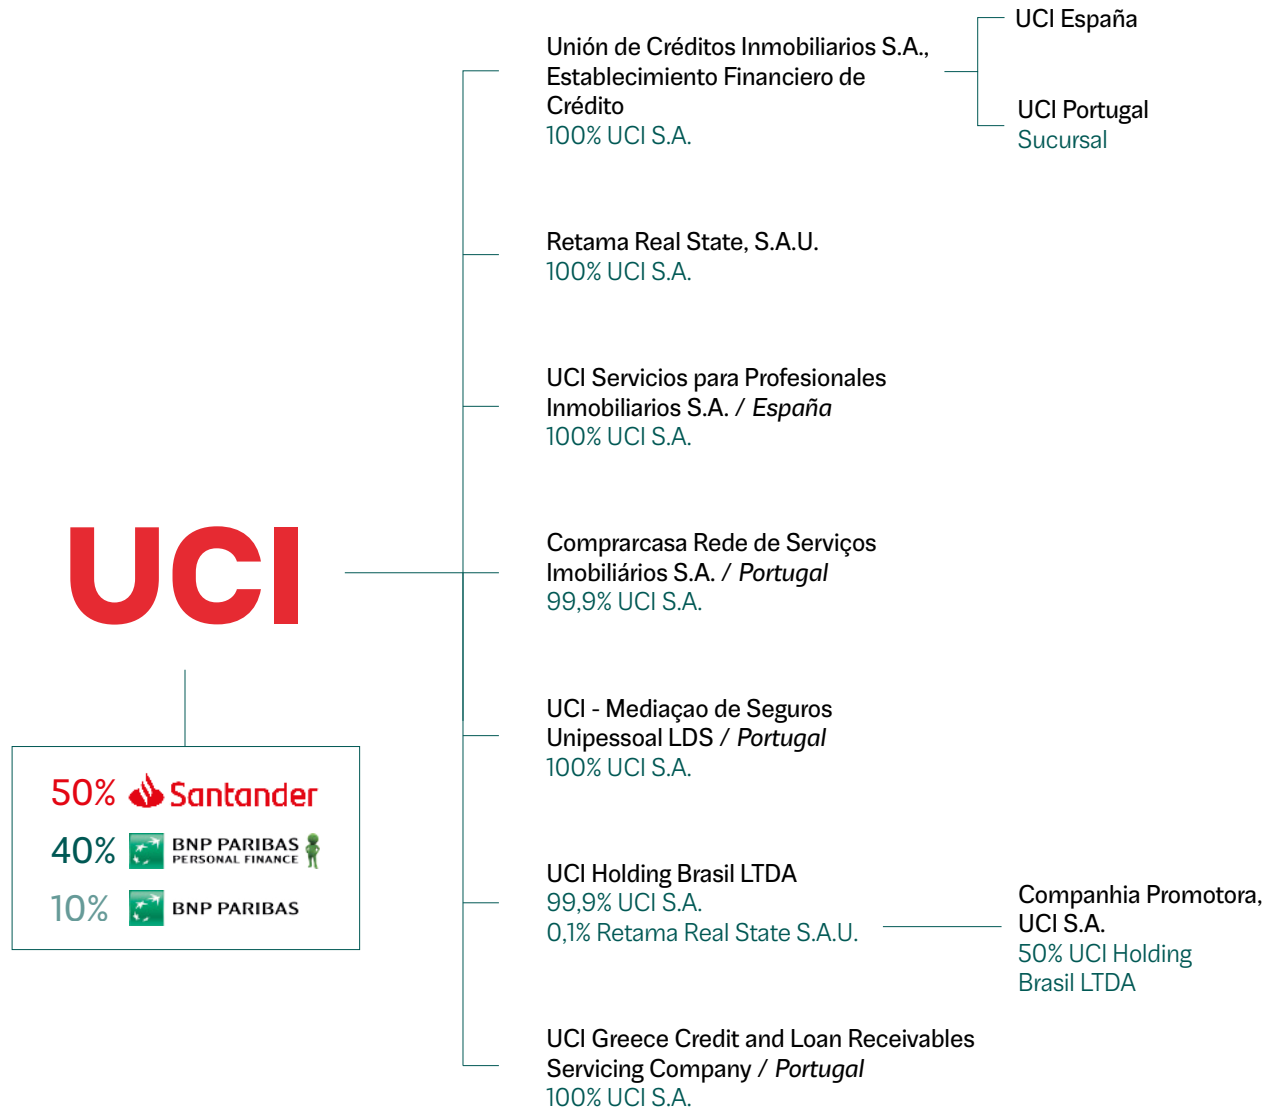 UCI
50% Santander
40% BNP PARIBAS
PERSONAL FINANCE
10% BNP PARIBAS
Unión de Créditos Inmobiliarios S.A.,
Establecimiento Financiero de
Crédito
100% UCI S.A.
UCI España
UCI Portugal
Sucursal
Retama Real State, S.A.U.
100% UCI S.A.
UCI Servicios para Profesionales
Inmobiliarios S.A. / España
100% UCI S.A.
Comprarcasa Rede de Serviços
Imobiliários S.A. / Portugal
99,9% UCI S.A.
UCI - Mediaçao de Seguros
Unipessoal LDS / Portugal
100% UCI S.A.
UCI Holding Brasil LTDA
99,9% UCI S.A.
0,1% Retama Real State S.A.U.
Companhia Promotora,
UCI S.A.
50% UCI Holding
Brasil LTDA
UCI Greece Credit and Loan Receivables
Servicing Company / Portugal
100% UCI S.A.